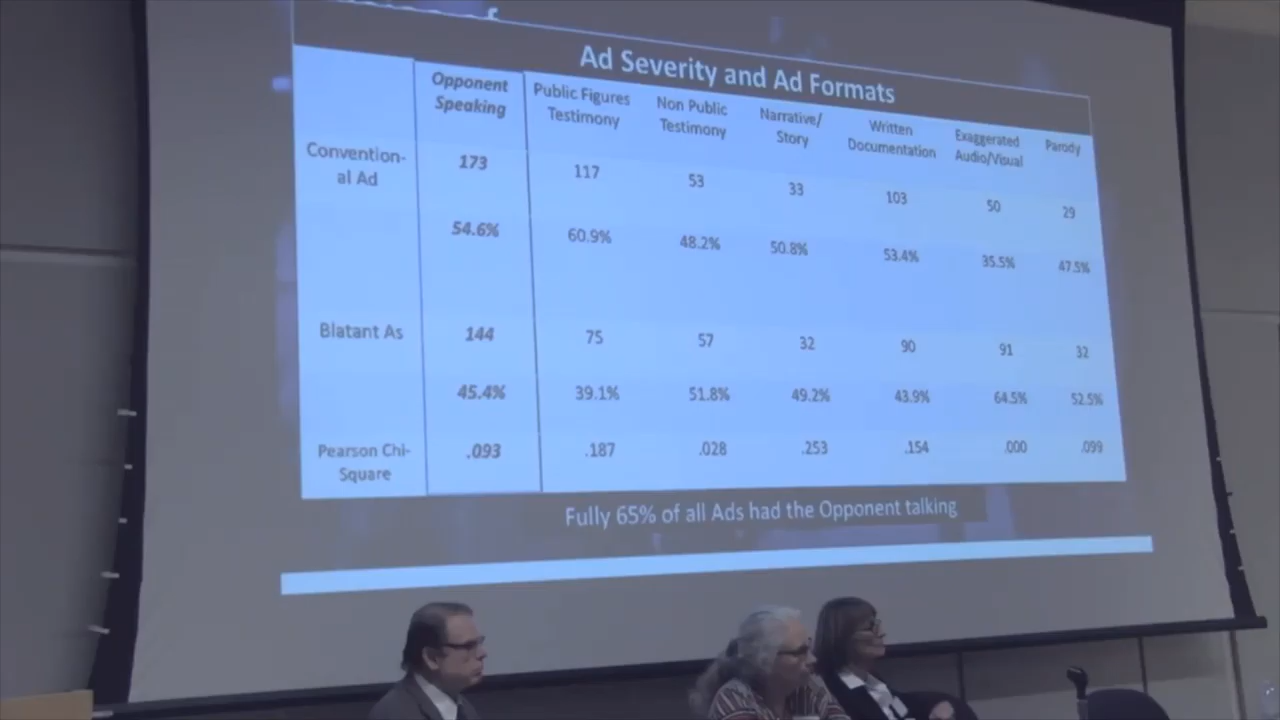 Ad Severity and Ad Formats
Opponent Speaking
Public Figures Testimony
Non Public Testimony
Narrative/ Story
Written Documentation
Exaggerated Audio/Visual
Parody
Convention-al Ad
173 117 53 33 103 50 29
54.6% 60.9% 48.2% 50.8% 53.4% 35.5% 47.5%
Blatant As 144 75 57 32 90 91 32
45.4% 39.1% 51.8% 49.2% 43.9% 64.5% 52.5%
Pearson Chi-Square
.093 .187 .028 .253 .154 .000 .099
Fully 65% of all Ads had the Opponent talking